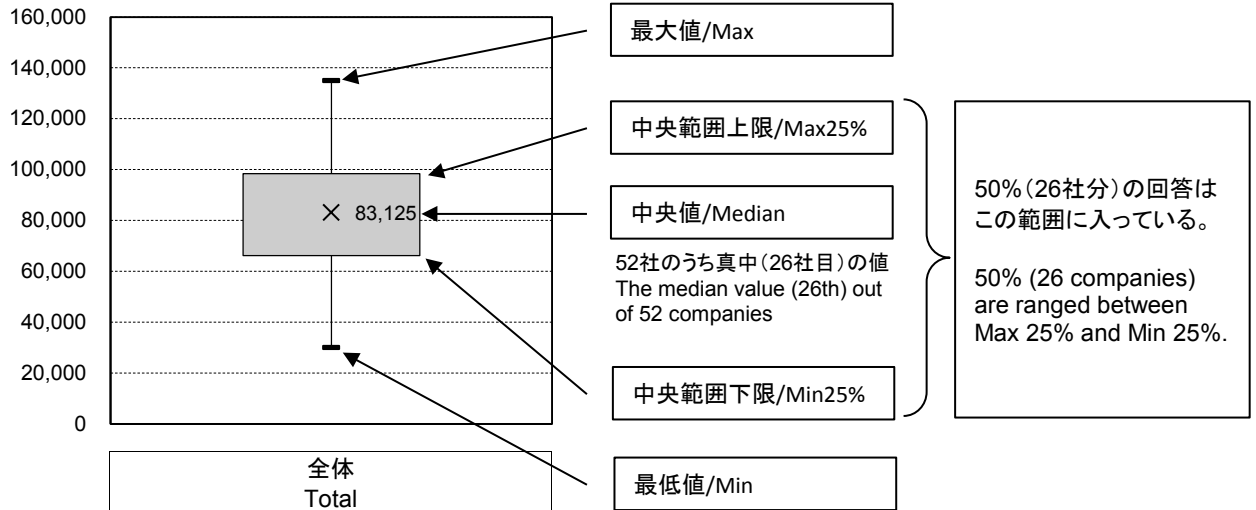 160,000
140,000
120,000
100,000
80,000
60,000
40,000
20,000
0
83,125
全体
Total
最大値/Max
中央範囲上限/Max25%
中央値/Median
52社のうち真中（26社目）の値
The median value (26th) out
of 52 companies
中央範囲下限/Min25%
最低値/Min
50%（26社分）の回答は
この範囲に入っている。
50% (26 companies)
are ranged between
Max 25% and Min 25%.